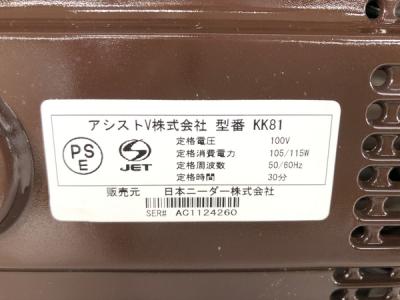 アシストV株式会社 型番 KK81
PS
E
JET
定格電圧 100V
定格消費電力 105/115W
定格周波数 50/60Hz
定格時間 30分
販売元 日本ニーダー株式会社
SER# AG1124260